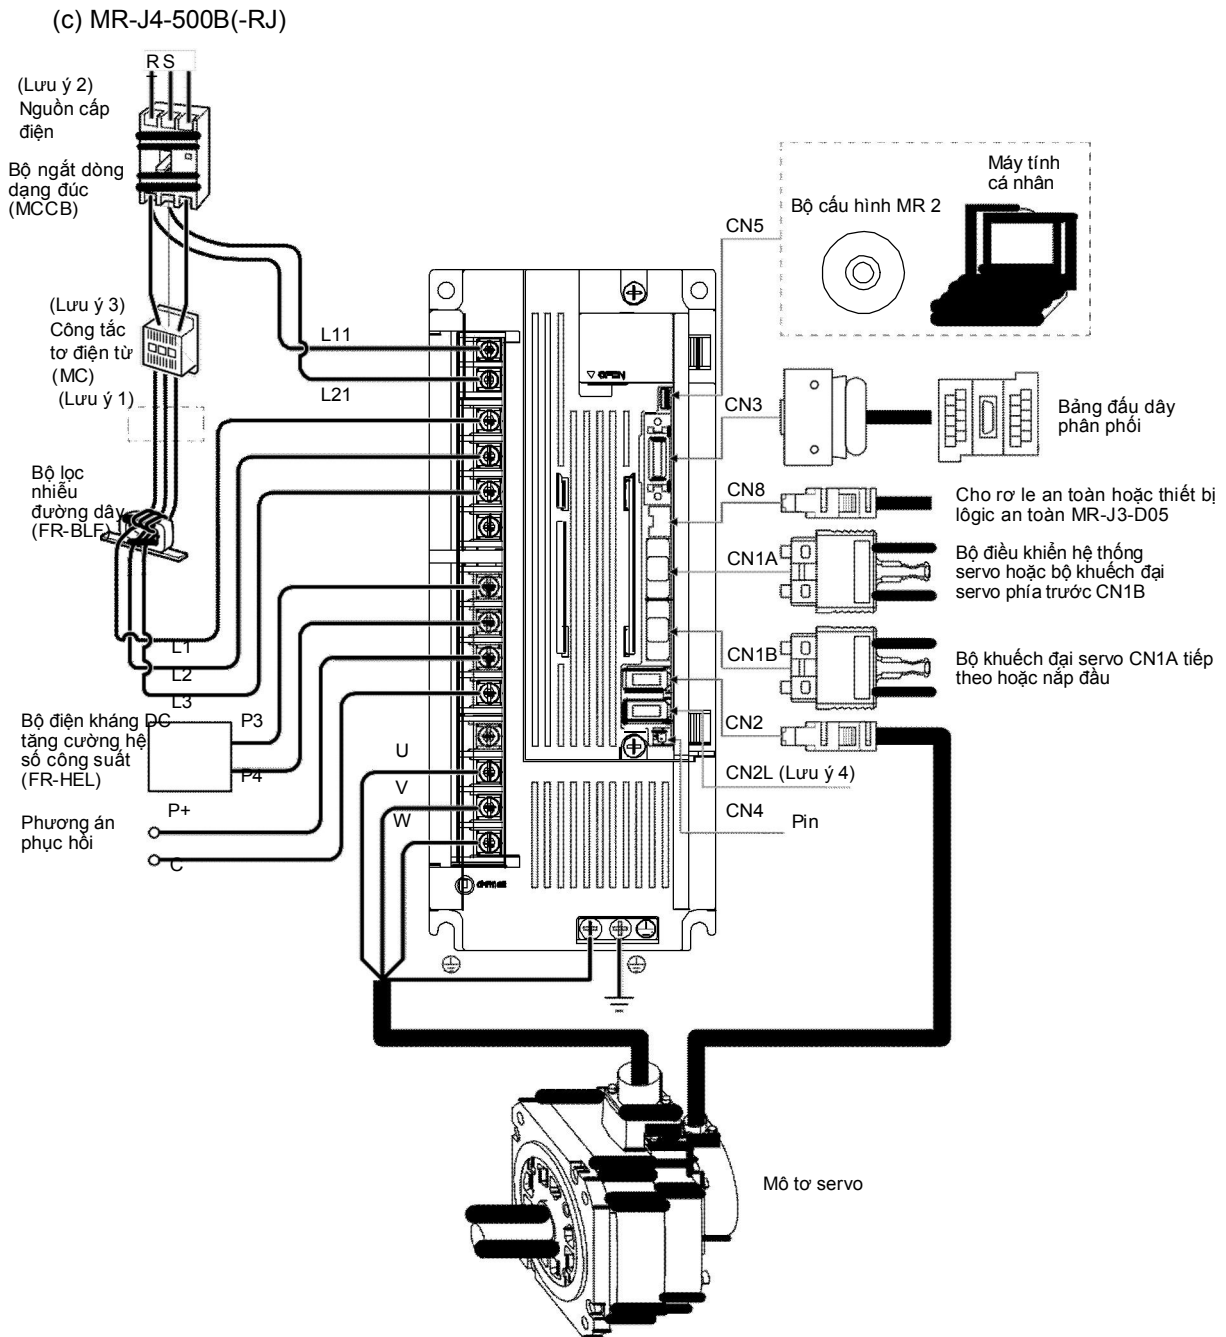 (c) MR-J4-500B(-RJ)
R S
T
(Lưu ý 2)
Nguồn cấp
điện
Bộ ngắt dòng
dạng đúc
(MCCB)
(Lưu ý 3)
Công tắc
tơ điện từ
(MC)
(Lưu ý 1)
Bộ lọc
nhiễu
đường dây
(FR-BLF)
L11
L21
L1
L2
L3
Bộ điện kháng DC
tăng cường hệ
số công suất
(FR-HEL)
P3
P4
Phương án
phục hồi
P+
C
U
V
W
OPEN
CHARGE
CN5
Bộ cấu hình MR 2
Máy tính
cá nhân
CN3
Bảng đấu dây
phân phối
CN8
Cho rơ le an toàn hoặc thiết bị
lôgic an toàn MR-J3-D05
CN1A
Bộ điều khiển hệ thống
servo hoặc bộ khuếch đại
servo phía trước CN1B
CN1B
Bộ khuếch đại servo CN1A tiếp
theo hoặc nắp đầu
CN2
CN2L (Lưu ý 4)
CN4
Pin
Mô tơ servo